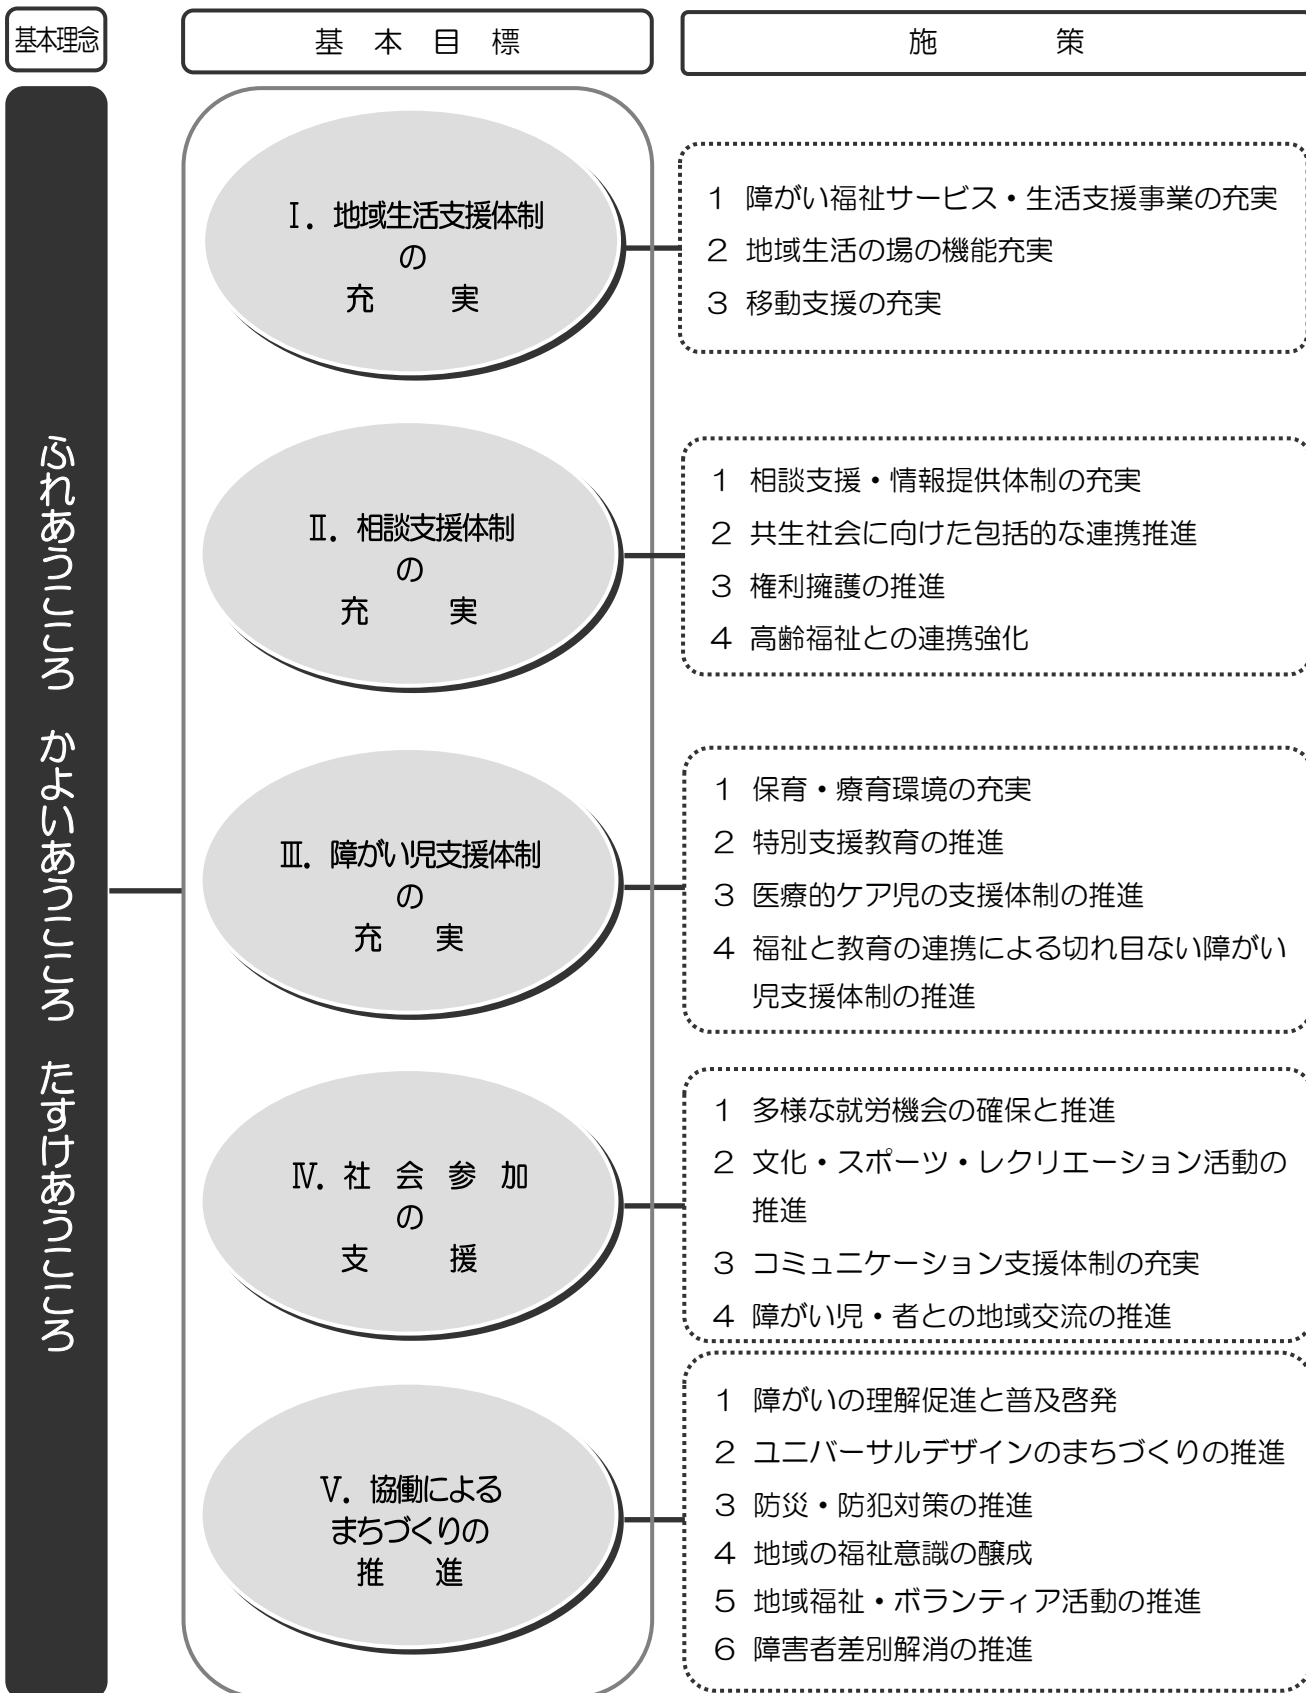 基本理念
基本目標
施策
ふれあうこころ　かよいあうこころ　たすけあうこころ
Ⅰ．地域生活支援体制
の
充実
1 障がい福祉サービス・生活支援事業の充実
2 地域生活の場の機能充実
3 移動支援の充実
Ⅱ．相談支援体制
の
充実
1 相談支援・情報提供体制の充実
2 共生社会に向けた包括的な連携推進
3 権利擁護の推進
4 高齢福祉との連携強化
Ⅲ．障がい児支援体制
の
充実
1 保育・療育環境の充実
2 特別支援教育の推進
3 医療的ケア児の支援体制の推進
4 福祉と教育の連携による切れ目ない障がい
児支援体制の推進
Ⅳ．社会参加
の
支援
1 多様な就労機会の確保と推進
2 文化・スポーツ・レクリエーション活動の
推進
3 コミュニケーション支援体制の充実
4 障がい児・者との地域交流の推進
Ⅴ．協働による
まちづくりの
推進
1 障がいの理解促進と普及啓発
2 ユニバーサルデザインのまちづくりの推進
3 防災・防犯対策の推進
4 地域の福祉意識の醸成
5 地域福祉・ボランティア活動の推進
6 障害者差別解消の推進